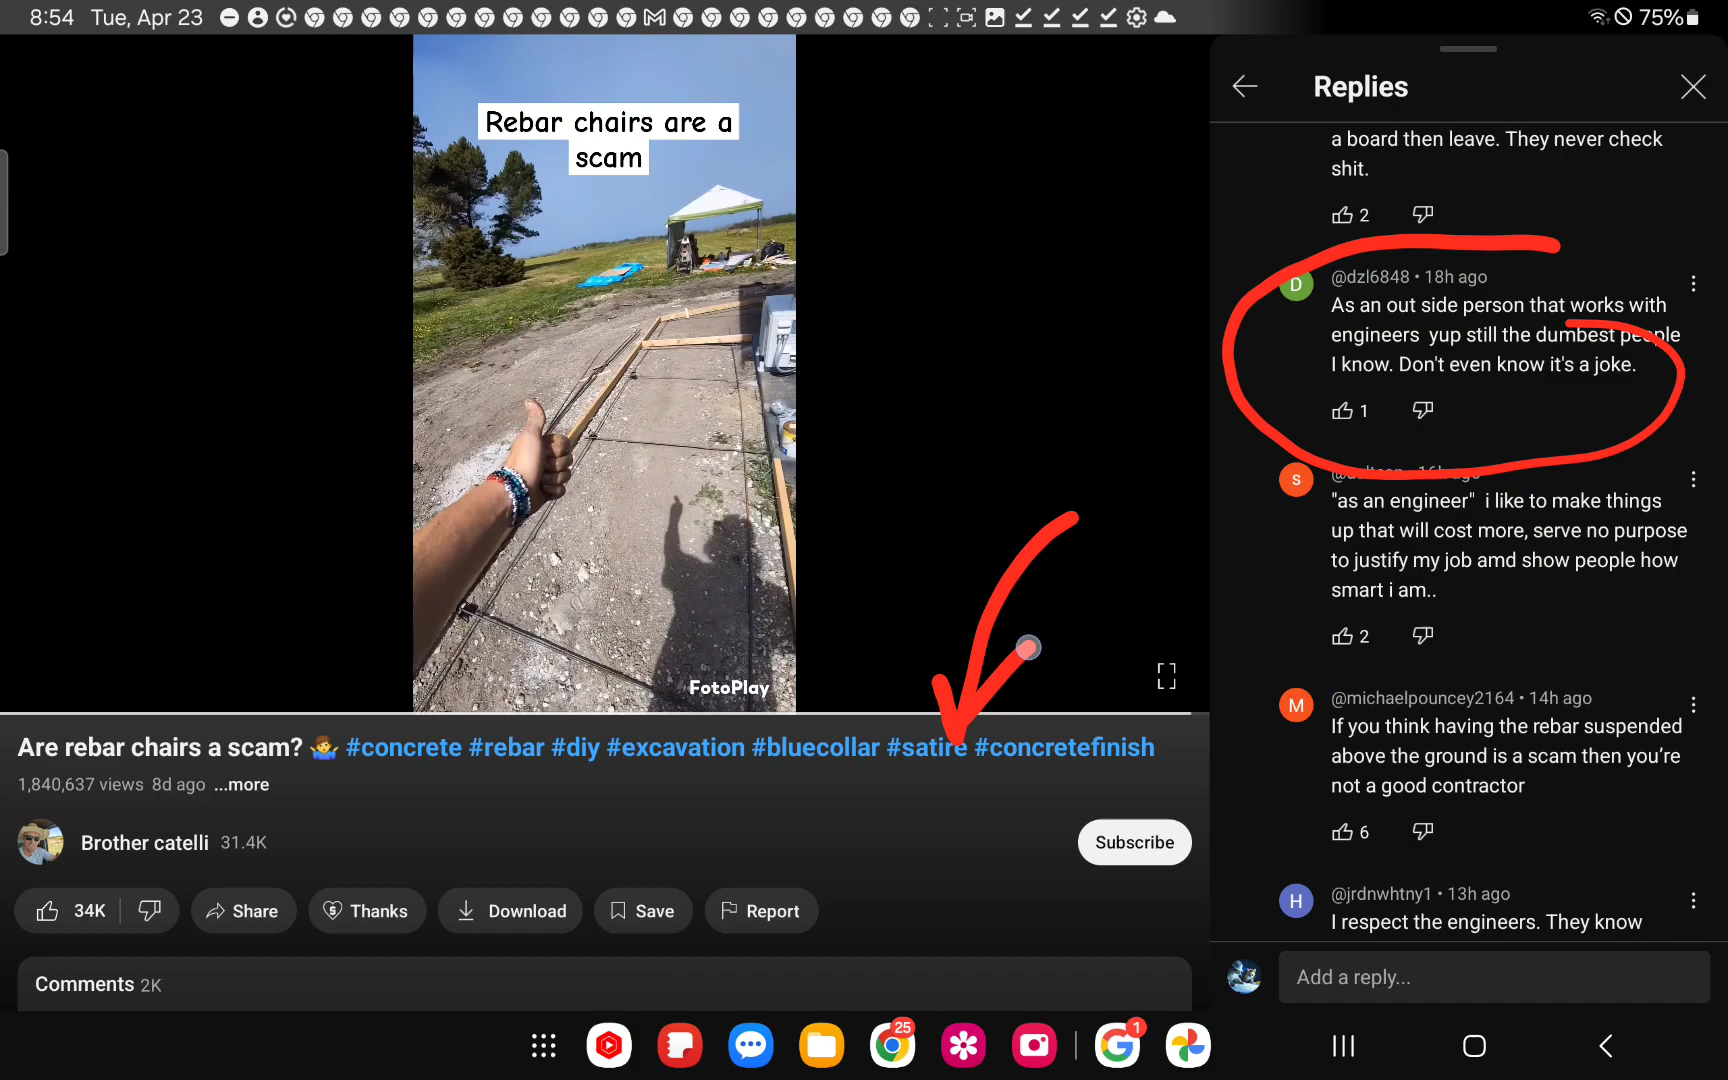 8:54 Tue, Apr 23
75%
Rebar chairs are a
scam
FotoPlay
Are rebar chairs a scam? 🤷 #concrete #rebar #diy #excavation #bluecollar #satire #concretefinish
1,840,637 views 8d ago ...more
Brother catelli 31.4K
Subscribe
34K
Share
Thanks
Download
Save
Report
Comments 2K
Replies
a board then leave. They never check
shit.
2
D
@dzl6848 • 18h ago
As an out side person that works with
engineers yup still the dumbest people
I know. Don't even know it's a joke.
1
S
16h ago
"as an engineer" i like to make things
up that will cost more, serve no purpose
to justify my job amd show people how
smart i am..
2
M
@michaelpouncey2164 • 14h ago
If you think having the rebar suspended
above the ground is a scam then you're
not a good contractor
6
H
@jrdnwhtny1 • 13h ago
I respect the engineers. They know
Add a reply...
25
1